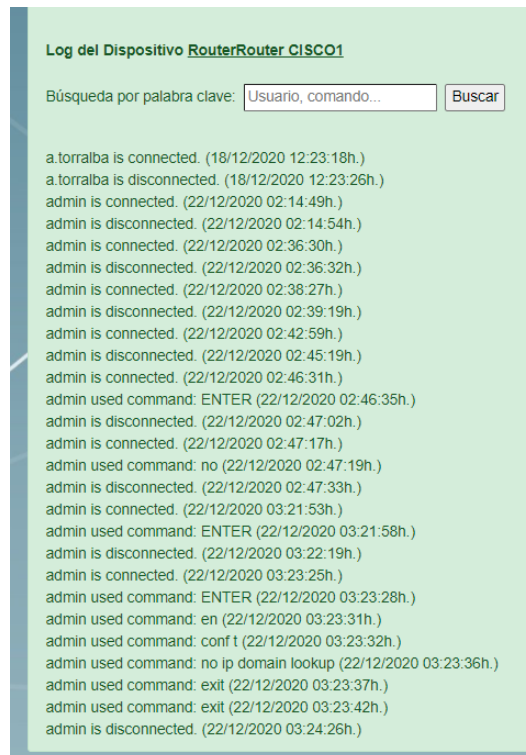 Log del Dispositivo RouterRouter CISCO1
Búsqueda por palabra clave: Usuario, comando... Buscar
a.torralba is connected. (18/12/2020 12:23:18h.)
a.torralba is disconnected. (18/12/2020 12:23:26h.)
admin is connected. (22/12/2020 02:14:49h.)
admin is disconnected. (22/12/2020 02:14:54h.)
admin is connected. (22/12/2020 02:36:30h.)
admin is disconnected. (22/12/2020 02:36:32h.)
admin is connected. (22/12/2020 02:38:27h.)
admin is disconnected. (22/12/2020 02:39:19h.)
admin is connected. (22/12/2020 02:42:59h.)
admin is disconnected. (22/12/2020 02:45:19h.)
admin is connected. (22/12/2020 02:46:31h.)
admin used command: ENTER (22/12/2020 02:46:35h.)
admin is disconnected. (22/12/2020 02:47:02h.)
admin is connected. (22/12/2020 02:47:17h.)
admin used command: no (22/12/2020 02:47:19h.)
admin is disconnected. (22/12/2020 02:47:33h.)
admin is connected. (22/12/2020 03:21:53h.)
admin used command: ENTER (22/12/2020 03:21:58h.)
admin is disconnected. (22/12/2020 03:22:19h.)
admin is connected. (22/12/2020 03:23:25h.)
admin used command: ENTER (22/12/2020 03:23:28h.)
admin used command: en (22/12/2020 03:23:31h.)
admin used command: conf t (22/12/2020 03:23:32h.)
admin used command: no ip domain lookup (22/12/2020 03:23:36h.)
admin used command: exit (22/12/2020 03:23:37h.)
admin used command: exit (22/12/2020 03:23:42h.)
admin is disconnected. (22/12/2020 03:24:26h.)